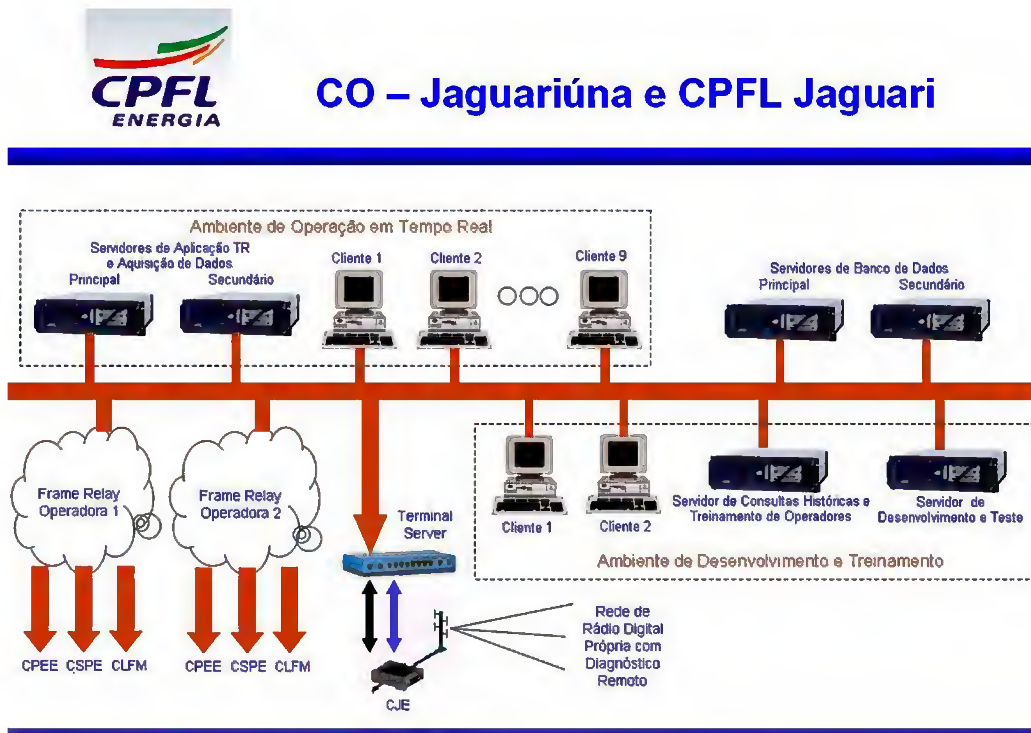 CPFL
ENERGIA
CO – Jaguariúna e CPFL Jaguari
Ambiente de Operação em Tempo Real
Servidores de Aplicação TR
e Aquisição de Dados
Principal
Secundário
Cliente 1
Cliente 2
Cliente 9
Servidores de Banco de Dados
Principal
Secundário
Frame Relay
Operadora 1
Frame Relay
Operadora 2
Terminal
Server
Cliente 1
Cliente 2
Servidor de Consultas Históricas e
Treinamento de Operadores
Servidor de
Desenvolvimento e Teste
Ambiente de Desenvolvimento e Treinamento
CPEE
CSPE
CLFM
CPEE
CSPE
CLFM
CJE
Rede de
Rádio Digital
Própria com
Diagnóstico
Remoto